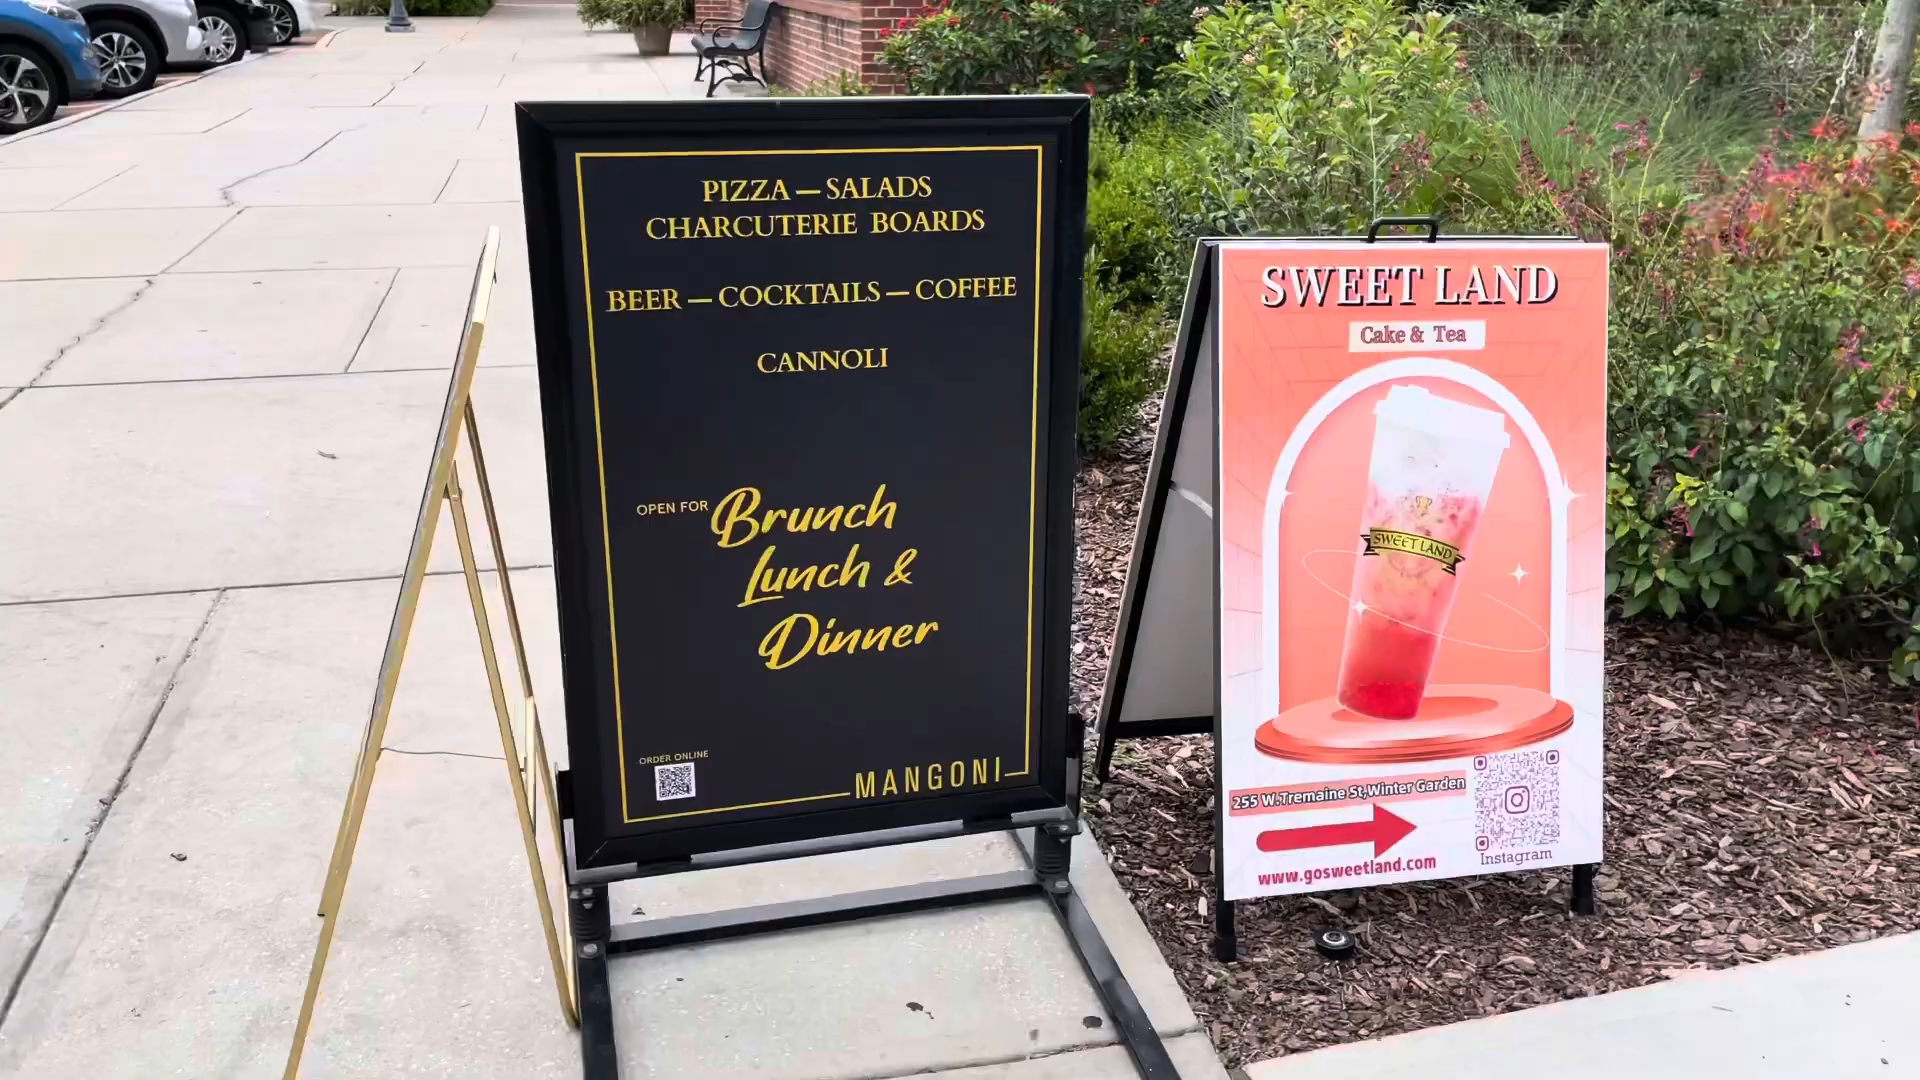 PIZZA — SALADS
CHARCUTERIE BOARDS
BEER — COCKTAILS — COFFEE
CANNOLI
OPEN FOR Brunch
Lunch &
Dinner
ORDER ONLINE
MANGONI
SWEET LAND
Cake & Tea
SWEET LAND
255 W.Tremaine St,Winter Garden
Instagram
www.gosweetland.com